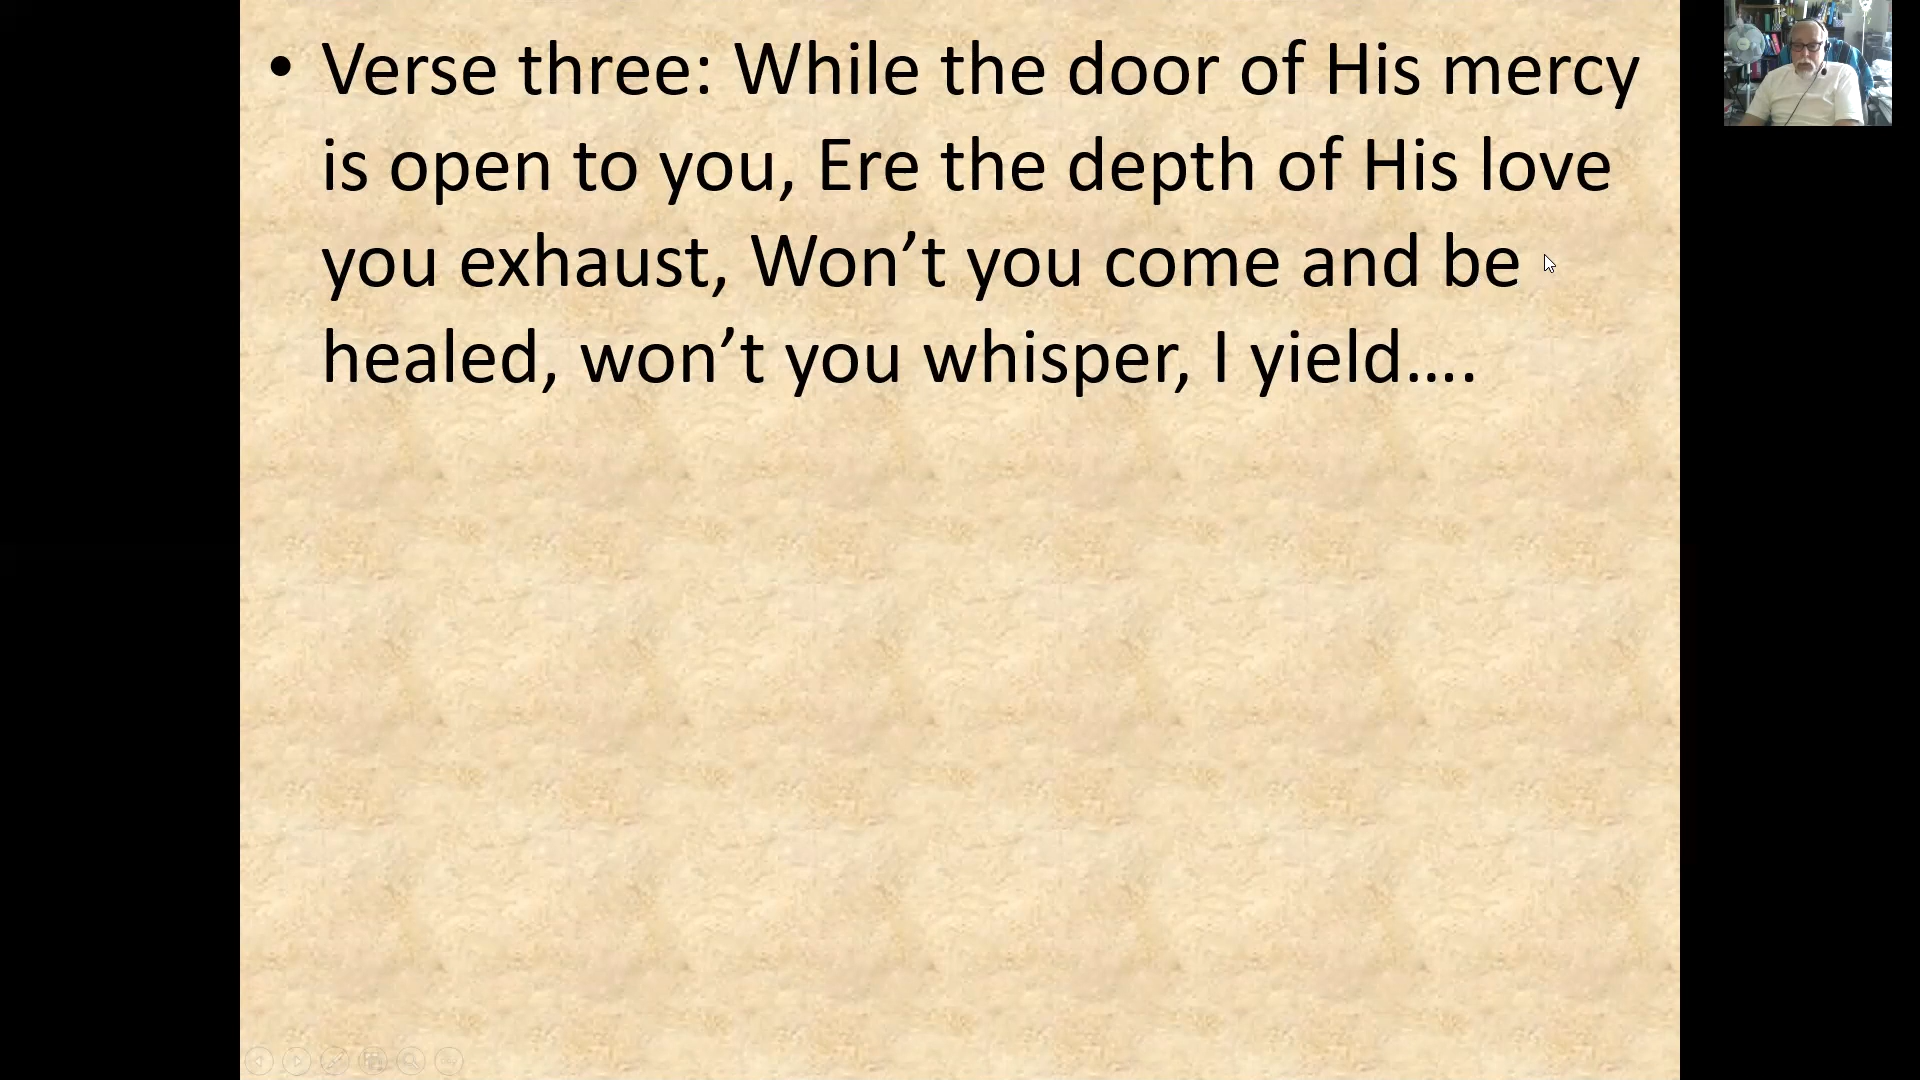 • Verse three: While the door of His mercy
is open to you, Ere the depth of His love
you exhaust, Won’t you come and be
healed, won’t you whisper, I yield….